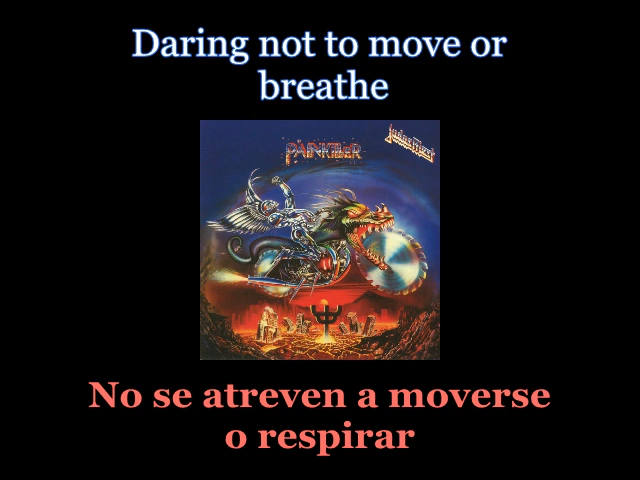 Daring not to move or
breathe
PAINKILLER
Judas Priest
No se atreven a moverse
o respirar